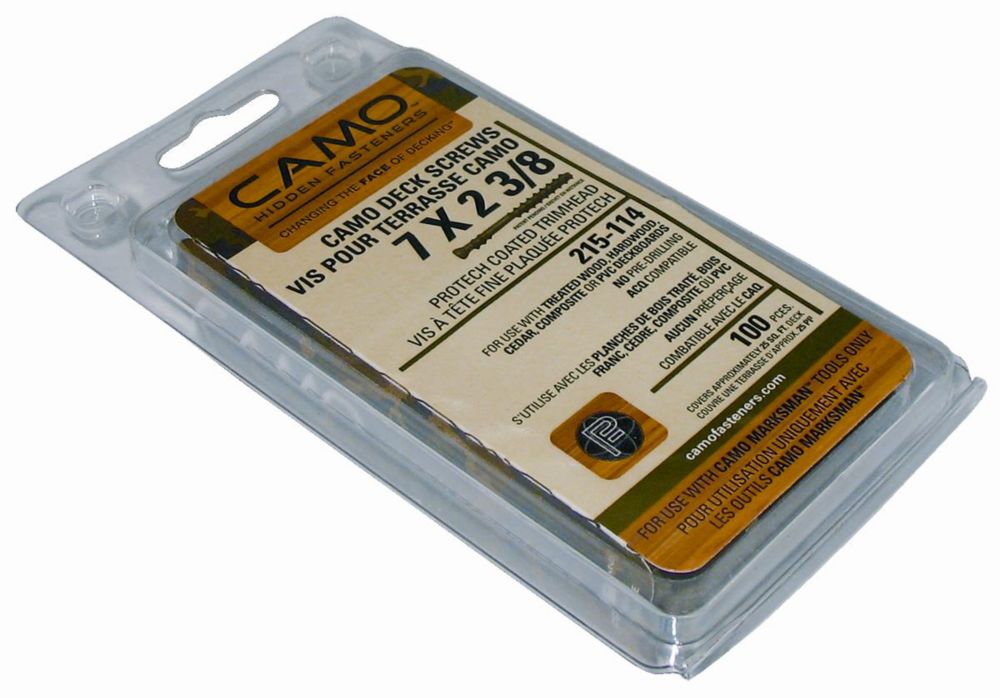 CAMO™
HIDDEN FASTENERS
CHANGING THE FACE OF DECKING™
CAMO DECK SCREWS
VIS POUR TERRASSE CAMO
7 X 2 3/8
PROTECH COATED TRIMHEAD
VIS À TÊTE FINE PLAQUÉE PROTECH
215-114
FOR USE WITH TREATED WOOD, HARDWOOD,
CEDAR, COMPOSITE OR PVC DECKBOARDS
NO PRE-DRILLING
ACQ COMPATIBLE
S'UTILISE AVEC LES PLANCHES DE BOIS TRAITÉ, BOIS
FRANC, CEDRE, COMPOSITE OU PVC
AUCUN PRÉPERÇAGE
COMPATIBLE AVEC LE CAQ
100 PCES.
COVERS APPROXIMATELY 25 SQ. FT. DECK
COUVRE UNE TERRASSE D'APPROX. 25 PI²
camofasteners.com
FOR USE WITH CAMO MARKSMAN™ TOOLS ONLY
POUR UTILISATION UNIQUEMENT AVEC
LES OUTILS CAMO MARKSMAN™